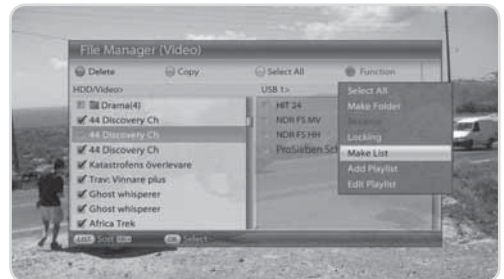 File Manager (Video)
Delete
Copy
Select All
Function
HDD/Video>
USB 1>
Drama(4)
44 Discovery Ch
44 Discovery Ch
44 Discovery Ch
Katastrofens överlevare
Trav: Vinnare plus
Ghost whisperer
Ghost whisperer
Africa Trek
HIT 24
NDR FS MV
NDR FS HH
ProSieben Sch
Select All
Make Folder
Rename
Locking
Make List
Add Playlist
Edit Playlist
Sort
OK Select